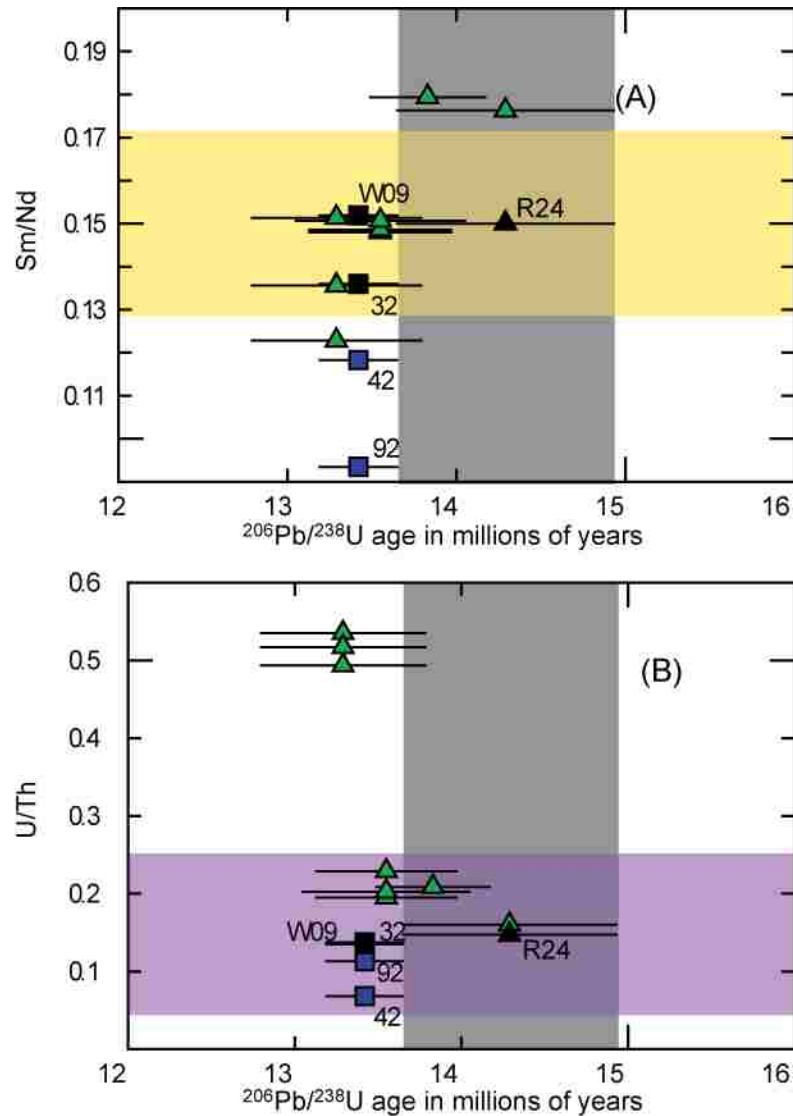 0.19
(A)
0.17
W09
R24
Sm/Nd
0.15
0.13
32
0.11
42
92
12 13 14 15 16
²⁰⁶Pb/²³⁸U age in millions of years
0.6
0.5
(B)
0.4
U/Th
0.3
0.2
W09 32
R24
92
0.1
42
12 13 14 15 16
²⁰⁶Pb/²³⁸U age in millions of years